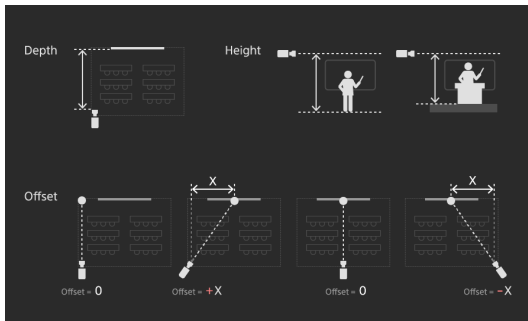 Depth
Height
Offset
X
X
Offset = 0
Offset = +X
Offset = 0
Offset = -X